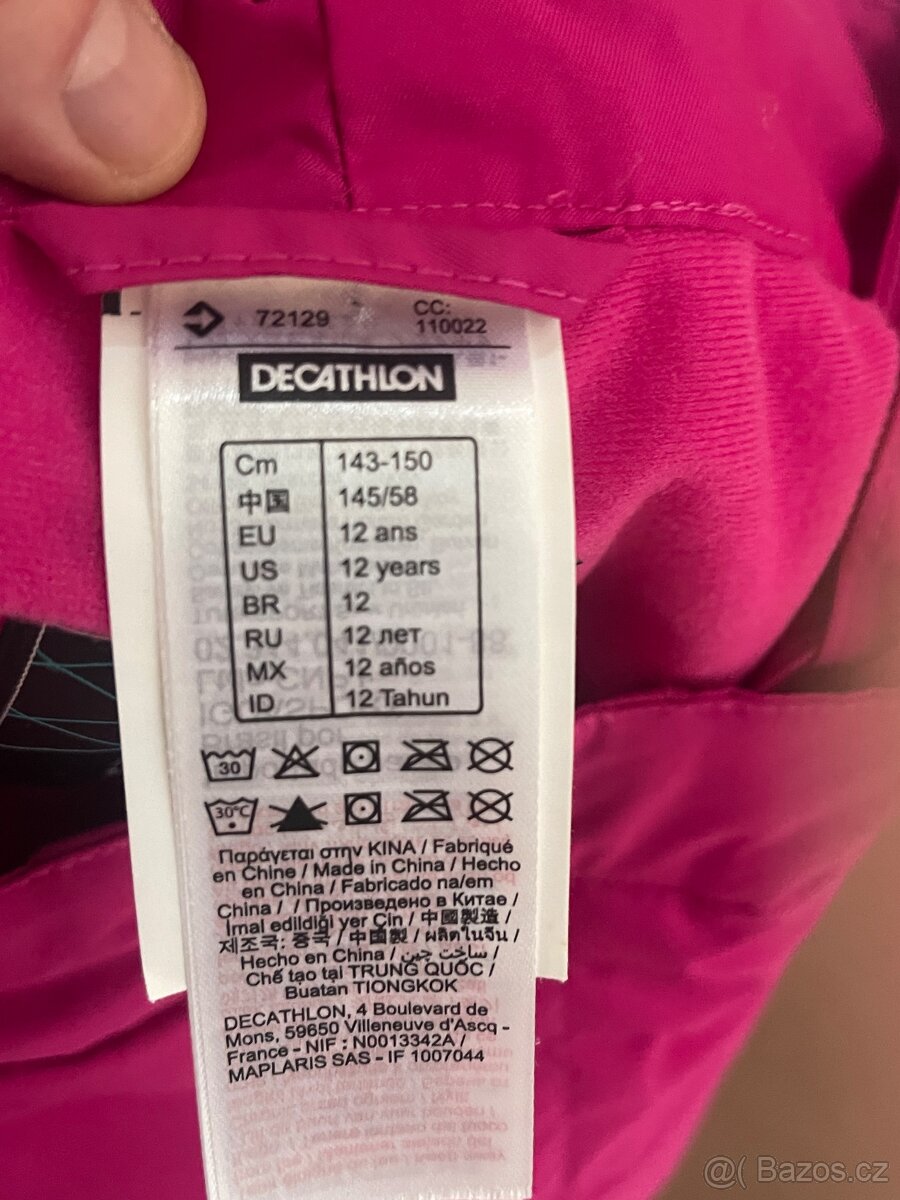 72129 CC:
110022
DECATHLON
Cm 143-150
中国 145/58
EU 12 ans
US 12 years
BR 12
RU 12 лет
MX 12 años
ID 12 Tahun
30
30°C
Παράγεται στην ΚΙΝΑ / Fabriqué
en Chine / Made in China / Hecho
en China / Fabricado na/em
China / / Произведено в Китае /
İmal edildiği yer Çin / 中國製造 /
제조국: 중국 / 中國製 / ผลิตในจีน /
Hecho en China / ساخت چین /
Chế tạo tại TRUNG QUỐC /
Buatan TIONGKOK
DECATHLON, 4 Boulevard de
Mons, 59650 Villeneuve d'Ascq -
France - NIF : N0013342A /
MAPLARIS SAS - IF 1007044
@( Bazos.cz